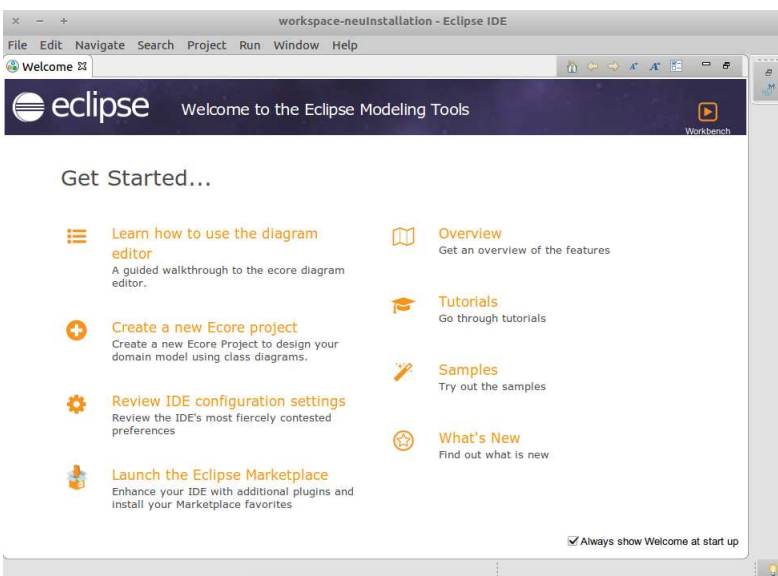 workspace-neuInstallation - Eclipse IDE
File Edit Navigate Search Project Run Window Help
Welcome
eclipse
Welcome to the Eclipse Modeling Tools
Workbench
Get Started...
Learn how to use the diagram
editor
A guided walkthrough to the ecore diagram
editor.
Create a new Ecore project
Create a new Ecore Project to design your
domain model using class diagrams.
Review IDE configuration settings
Review the IDE's most fiercely contested
preferences
Launch the Eclipse Marketplace
Enhance your IDE with additional plugins and
install your Marketplace favorites
Overview
Get an overview of the features
Tutorials
Go through tutorials
Samples
Try out the samples
What's New
Find out what is new
Always show Welcome at start up